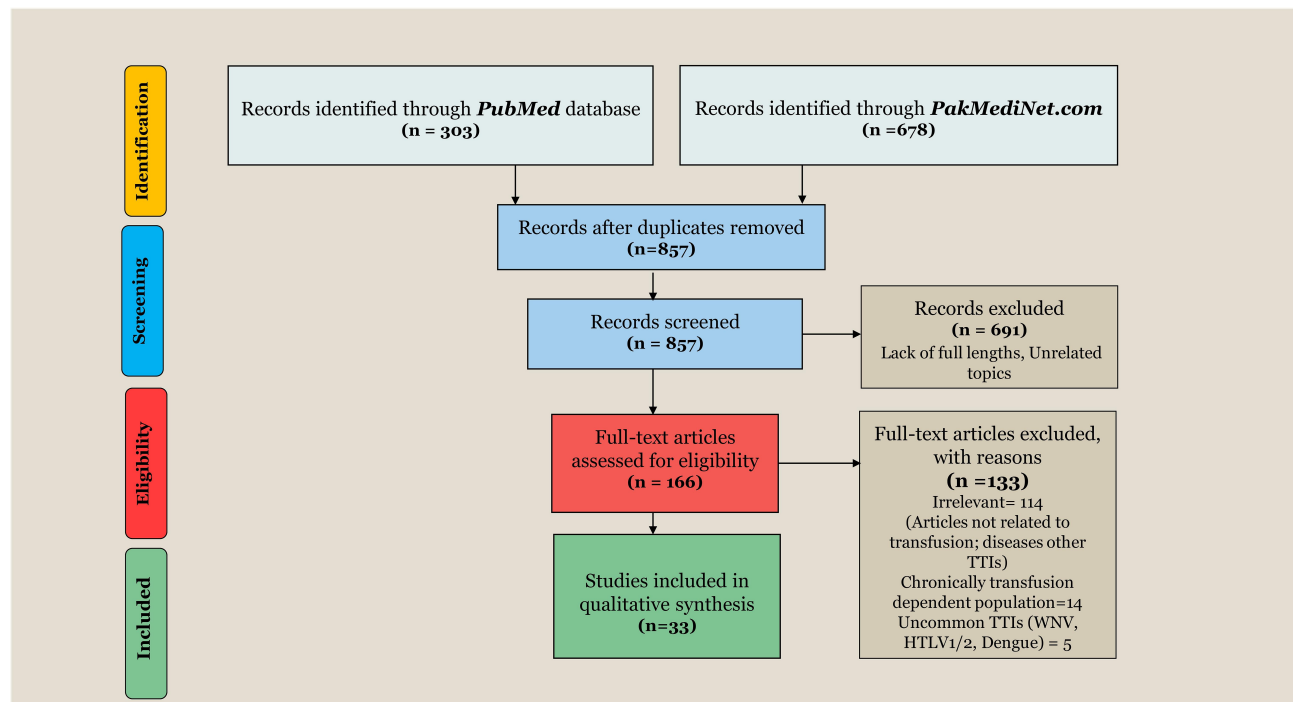 Identification
Records identified through PubMed database
(n = 303)
Records identified through PakMediNet.com
(n =678)
Screening
Records after duplicates removed
(n=857)
Records screened
(n = 857)
Records excluded
(n = 691)
Lack of full lengths, Unrelated
topics
Eligibility
Full-text articles
assessed for eligibility
(n = 166)
Full-text articles excluded,
with reasons
(n =133)
Irrelevant= 114
(Articles not related to
transfusion; diseases other
TTIs)
Chronically transfusion
dependent population=14
Uncommon TTIs (WNV,
HTLV1/2, Dengue) = 5
Included
Studies included in
qualitative synthesis
(n=33)